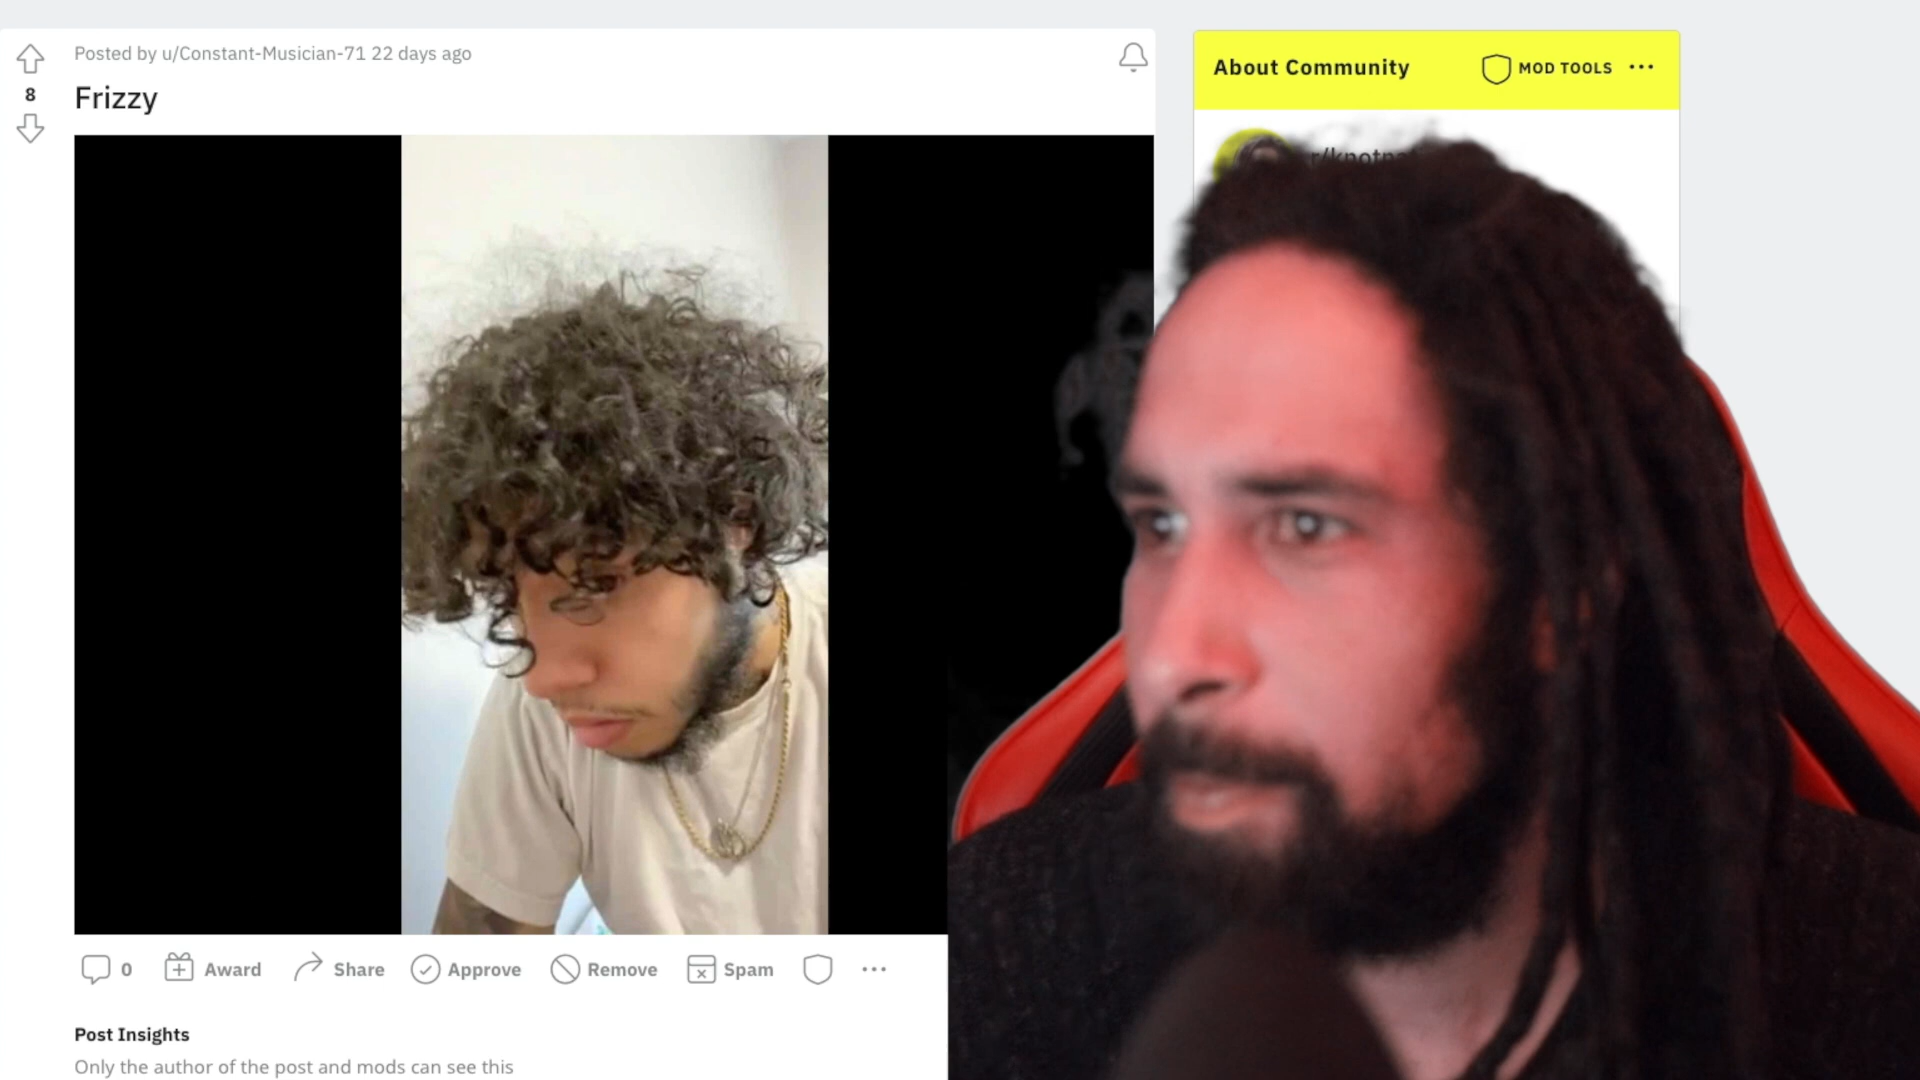 Posted by u/Constant-Musician-71 22 days ago
8
Frizzy
About Community
MOD TOOLS
0
Award
Share
Approve
Remove
Spam
Post Insights
Only the author of the post and mods can see this